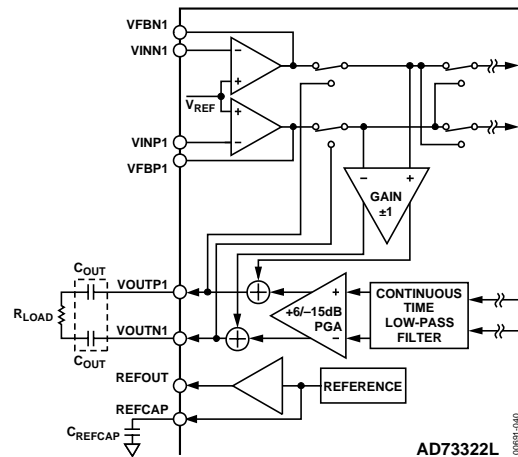 VFBN1
VINN1
VREF
VINP1
VFBP1
GAIN
±1
COUT
VOUTP1
RLOAD
+6/–15dB
PGA
CONTINUOUS
TIME
LOW-PASS
FILTER
VOUTN1
COUT
REFOUT
REFERENCE
REFCAP
CREFCAP
AD73322L
00691-040